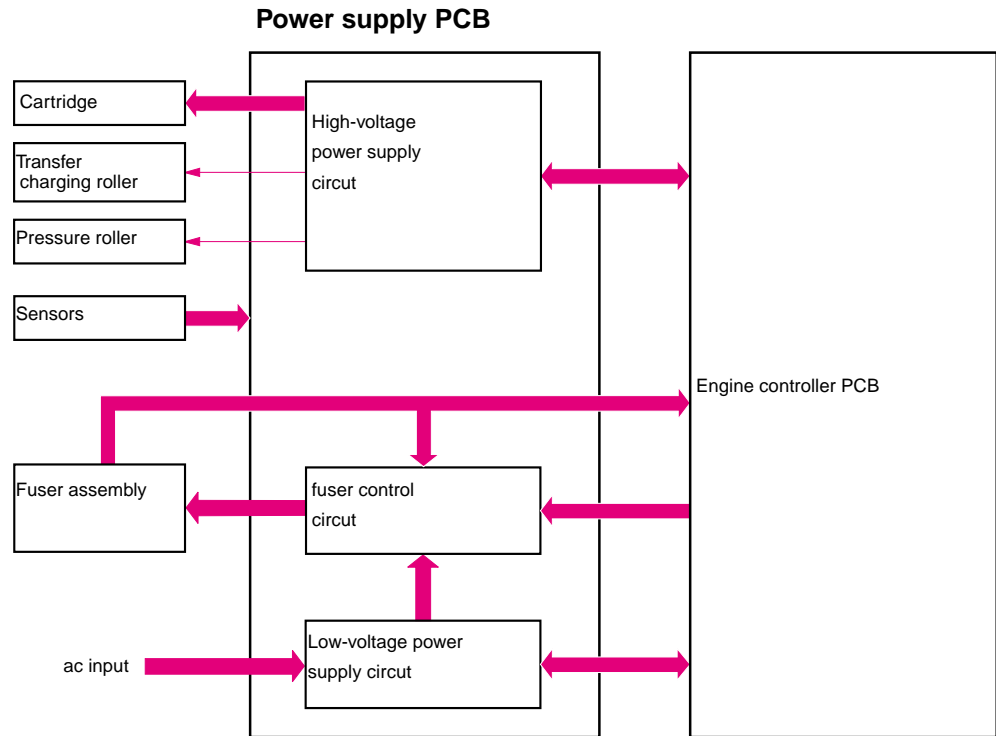 Power supply PCB
Cartridge
High-voltage
power supply
circut
Transfer
charging roller
Pressure roller
Sensors
Engine controller PCB
Fuser assembly
fuser control
circut
Low-voltage power
supply circut
ac input